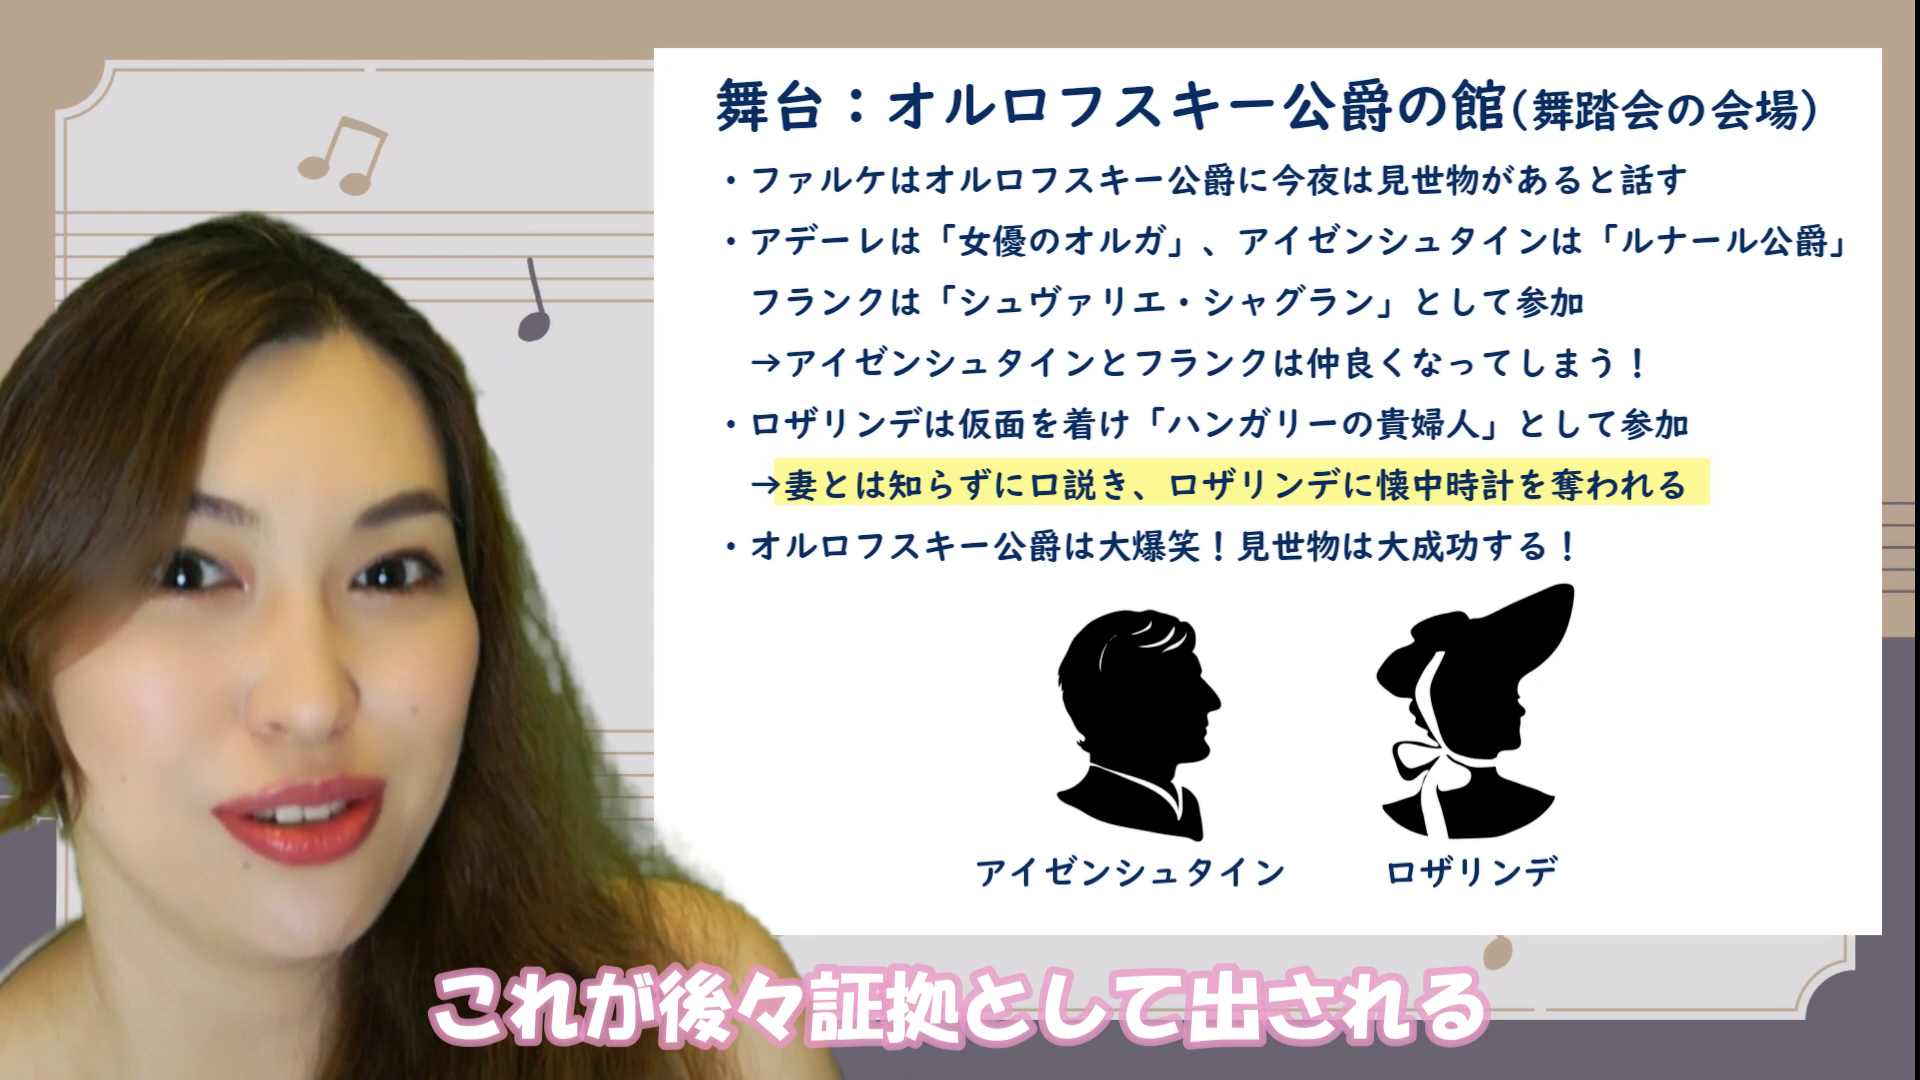 舞台：オルロフスキー公爵の館(舞踏会の会場)
・ファルケはオルロフスキー公爵に今夜は見世物があると話す
・アデーレは「女優のオルガ」、アイゼンシュタインは「ルナール公爵」
フランクは「シュヴァリエ・シャグラン」として参加
→アイゼンシュタインとフランクは仲良くなってしまう！
・ロザリンデは仮面を着け「ハンガリーの貴婦人」として参加
→妻とは知らずに口説き、ロザリンデに懐中時計を奪われる
・オルロフスキー公爵は大爆笑！見世物は大成功する！
アイゼンシュタイン
ロザリンデ
これが後々証拠として出される